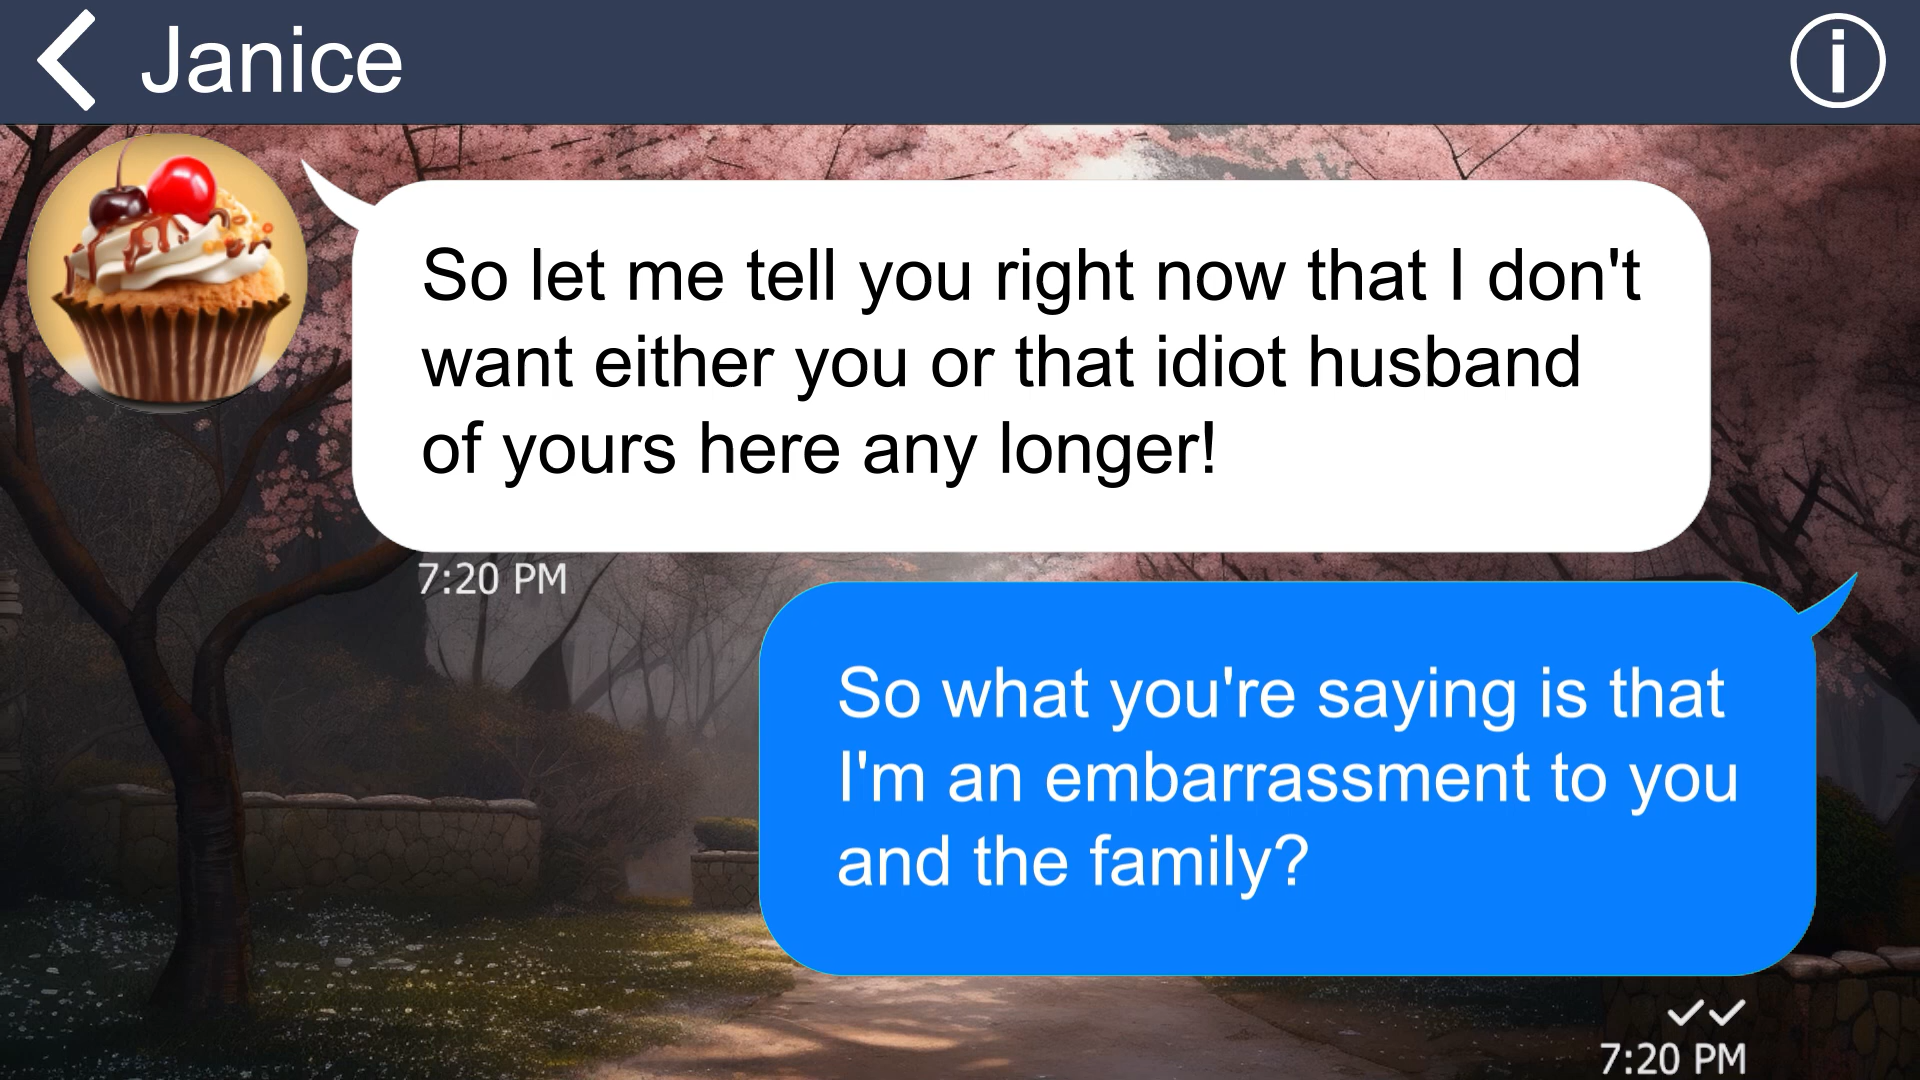 Janice
So let me tell you right now that I don't
want either you or that idiot husband
of yours here any longer!
7:20 PM
So what you're saying is that
I'm an embarrassment to you
and the family?
7:20 PM